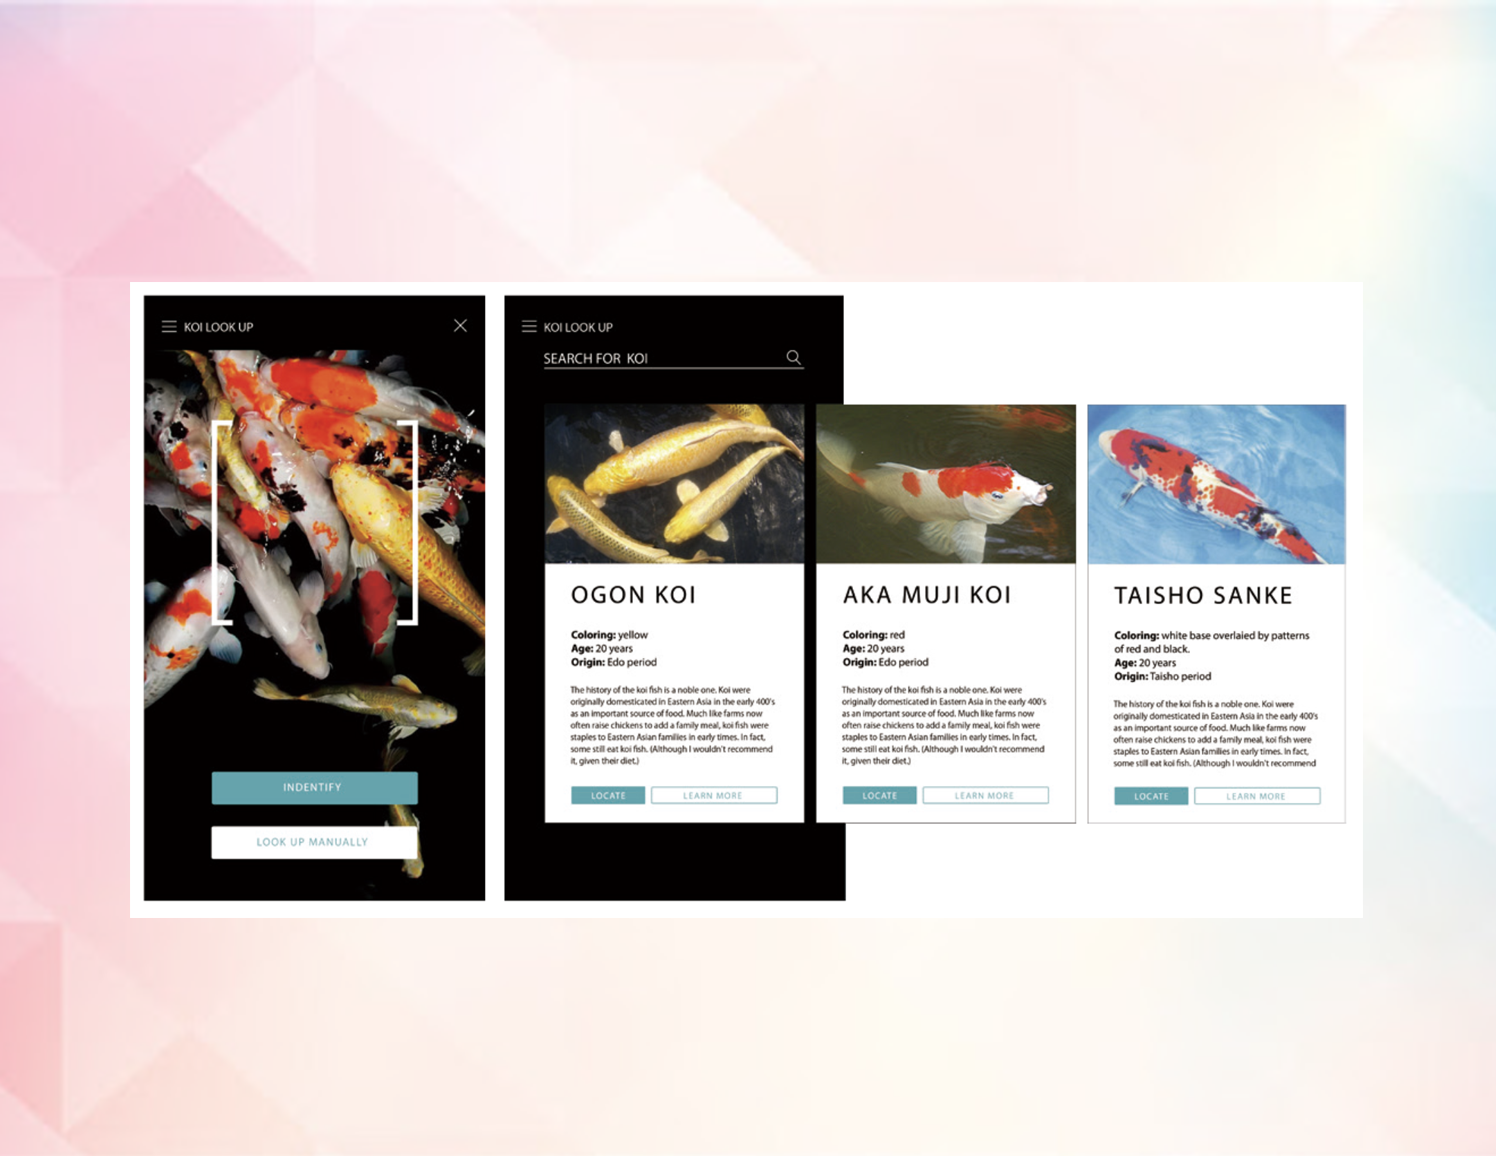 KOI LOOK UP
INDENTIFY
LOOK UP MANUALLY
KOI LOOK UP
SEARCH FOR KOI
OGON KOI
Coloring: yellow
Age: 20 years
Origin: Edo period
The history of the koi fish is a noble one. Koi were
originally domesticated in Eastern Asia in the early 400's
as an important source of food. Much like farms now
often raise chickens to add a family meal, koi fish were
staples to Eastern Asian families in early times. In fact,
some still eat koi fish. (Although I wouldn't recommend
it, given their diet.)
LOCATE
LEARN MORE
AKA MUJI KOI
Coloring: red
Age: 20 years
Origin: Edo period
The history of the koi fish is a noble one. Koi were
originally domesticated in Eastern Asia in the early 400's
as an important source of food. Much like farms now
often raise chickens to add a family meal, koi fish were
staples to Eastern Asian families in early times. In fact,
some still eat koi fish. (Although I wouldn't recommend
it, given their diet.)
LOCATE
LEARN MORE
TAISHO SANKE
Coloring: white base overlaied by patterns
of red and black.
Age: 20 years
Origin: Taisho period
The history of the koi fish is a noble one. Koi were
originally domesticated in Eastern Asia in the early 400's
as an important source of food. Much like farms now
often raise chickens to add a family meal, koi fish were
staples to Eastern Asian families in early times. In fact,
some still eat koi fish. (Although I wouldn't recommend
LOCATE
LEARN MORE